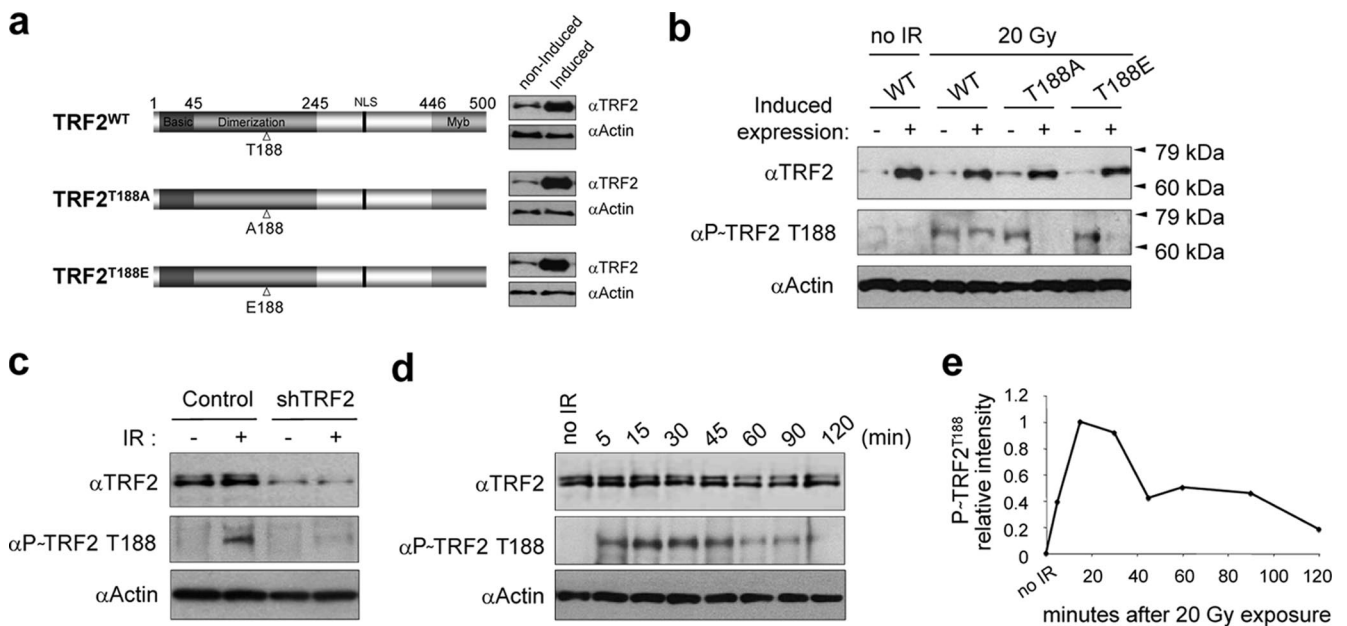 a
non-Induced
Induced
1 45 245 NLS 446 500
TRF2WT
Basic Dimerization Myb
T188
αTRF2
αActin
TRF2T188A
A188
αTRF2
αActin
TRF2T188E
E188
αTRF2
αActin
b
no IR 20 Gy
WT WT T188A T188E
Induced
expression: - + - + - + - +
αTRF2
79 kDa
60 kDa
αP~TRF2 T188
79 kDa
60 kDa
αActin
c
Control shTRF2
IR : - + - +
αTRF2
αP~TRF2 T188
αActin
d
no IR 5 15 30 45 60 90 120 (min)
αTRF2
αP~TRF2 T188
αActin
e
P~TRF2T188
relative intensity
1.2
1
0.8
0.6
0.4
0.2
0
no IR 20 40 60 80 100 120
minutes after 20 Gy exposure